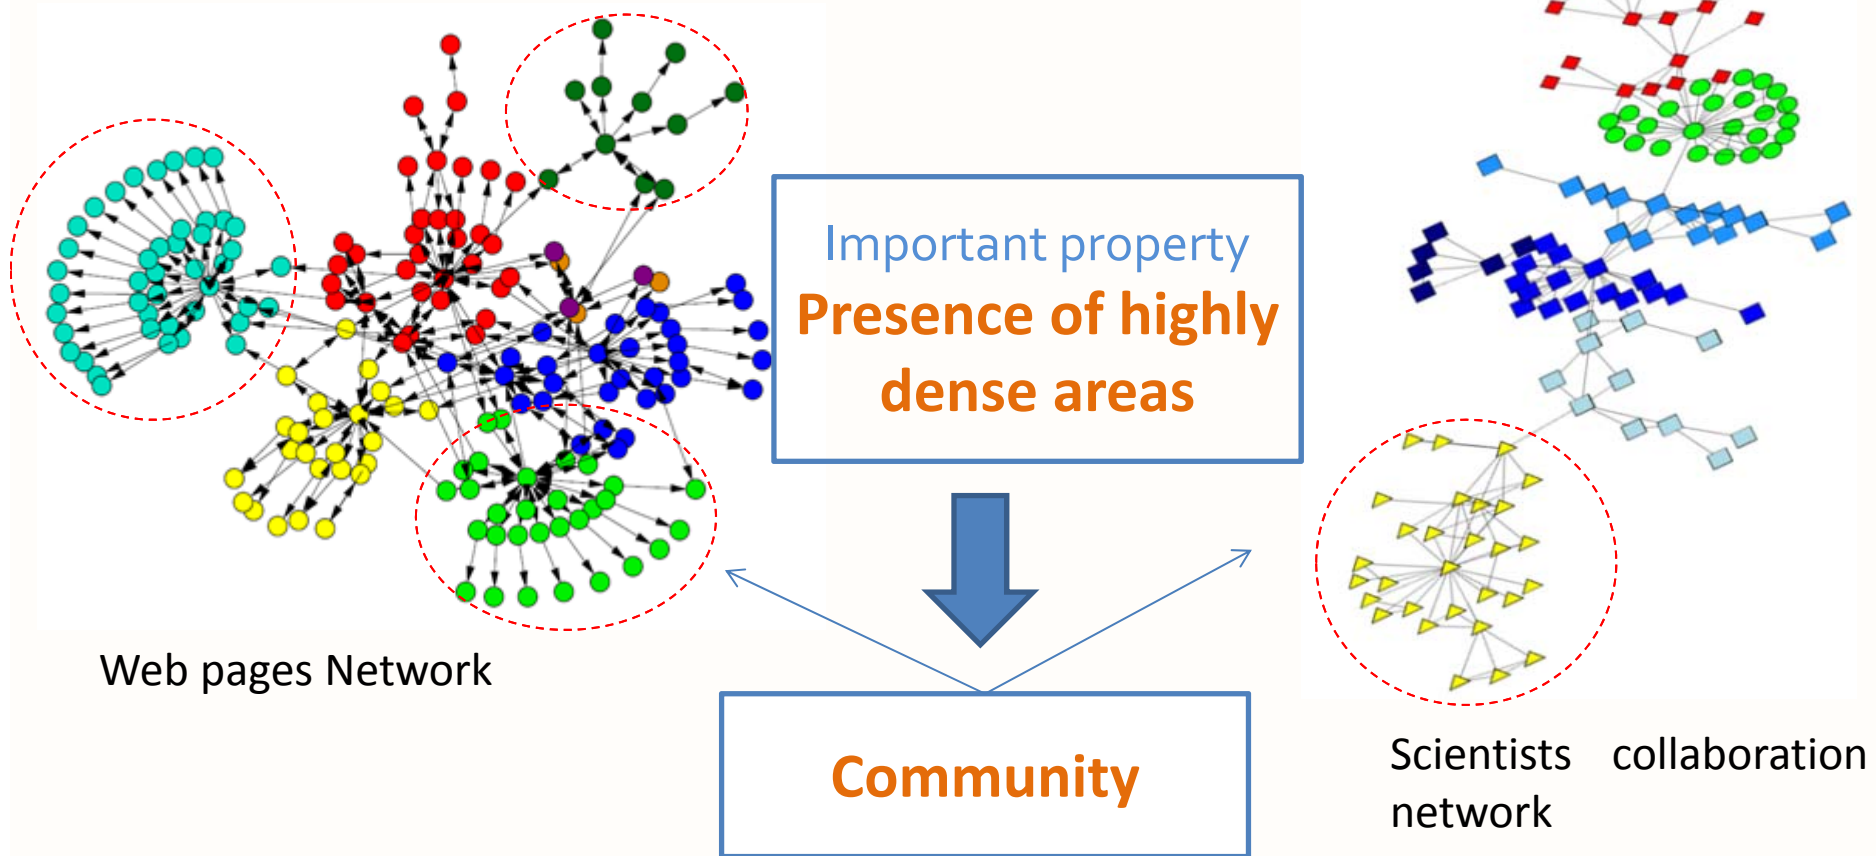 Important property
Presence of highly
dense areas
Web pages Network
Community
Scientists collaboration
network